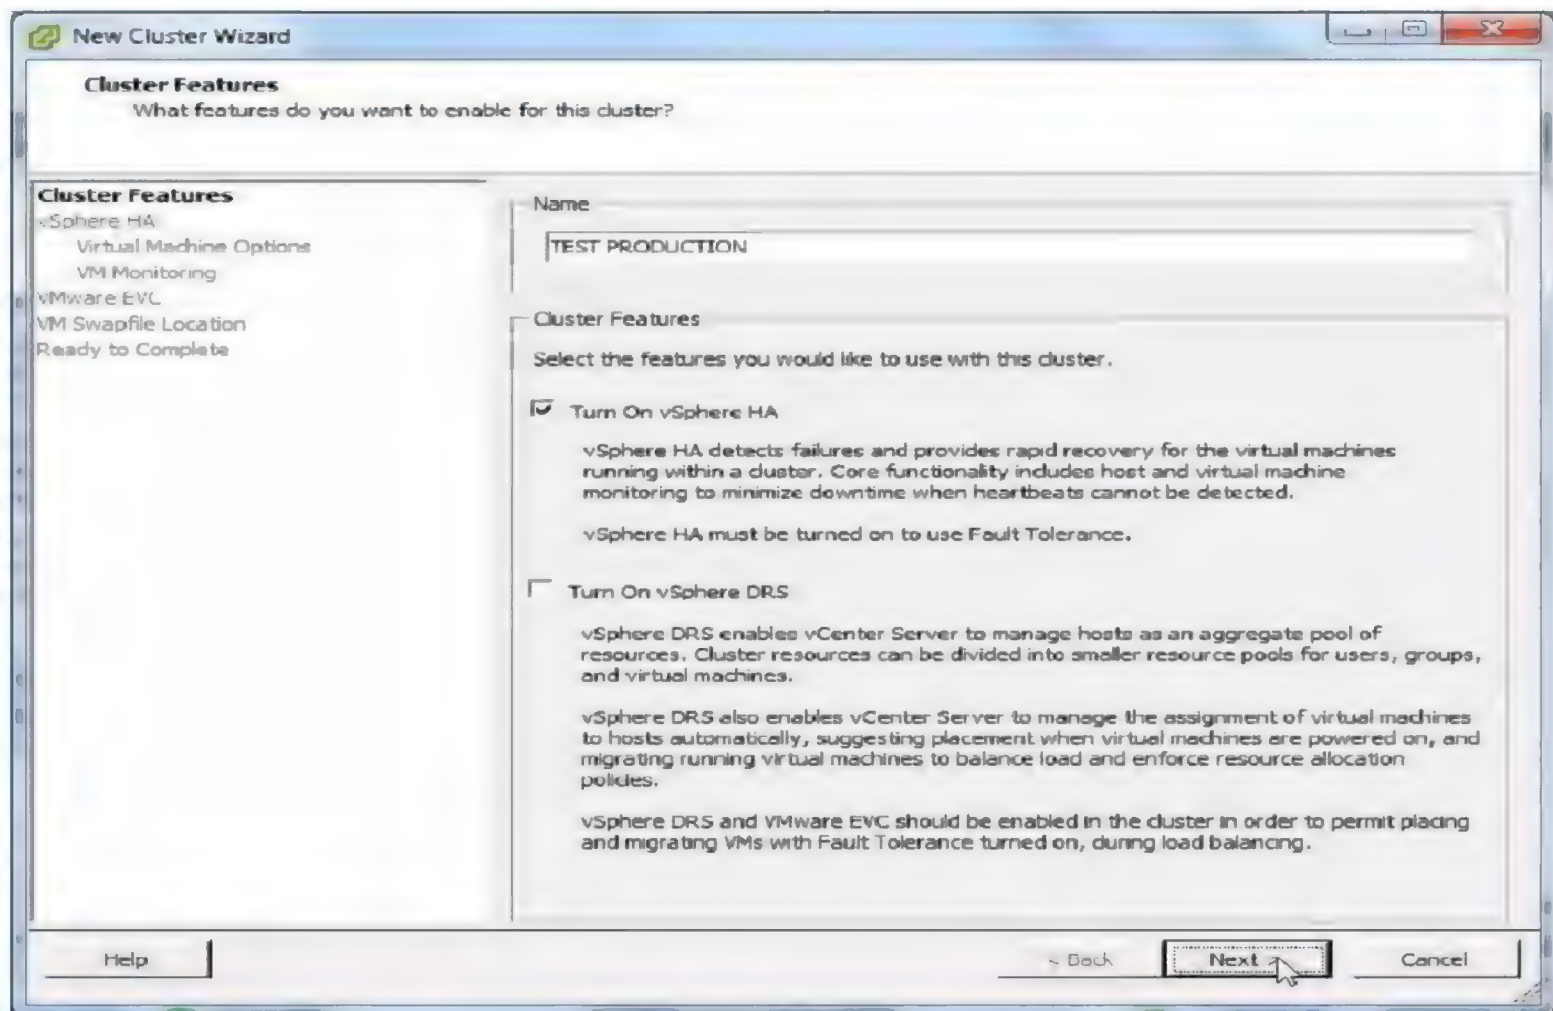 New Cluster Wizard
Cluster Features
What features do you want to enable for this cluster?
Cluster Features
vSphere HA
Virtual Machine Options
VM Monitoring
VMware EVC
VM Swapfile Location
Ready to Complete
Name
TEST PRODUCTION
Cluster Features
Select the features you would like to use with this cluster.
Turn On vSphere HA
vSphere HA detects failures and provides rapid recovery for the virtual machines
running within a cluster. Core functionality includes host and virtual machine
monitoring to minimize downtime when heartbeats cannot be detected.
vSphere HA must be turned on to use Fault Tolerance.
Turn On vSphere DRS
vSphere DRS enables vCenter Server to manage hosts as an aggregate pool of
resources. Cluster resources can be divided into smaller resource pools for users, groups,
and virtual machines.
vSphere DRS also enables vCenter Server to manage the assignment of virtual machines
to hosts automatically, suggesting placement when virtual machines are powered on, and
migrating running virtual machines to balance load and enforce resource allocation
policies.
vSphere DRS and VMware EVC should be enabled in the cluster in order to permit placing
and migrating VMs with Fault Tolerance turned on, during load balancing.
Help
< Back
Next >
Cancel